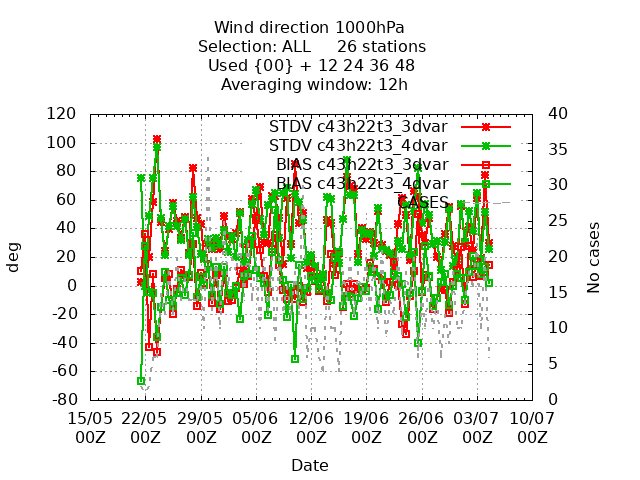 Wind direction 1000hPa
Selection: ALL     26 stations
Used {00} + 12 24 36 48
Averaging window: 12h
STDV c43h22t3_3dvar
STDV c43h22t3_4dvar
BIAS c43h22t3_3dvar
BIAS c43h22t3_4dvar
CASES
deg
120
100
80
60
40
20
0
-20
-40
-60
-80
No cases
40
35
30
25
20
15
10
5
0
15/05 22/05 29/05 05/06 12/06 19/06 26/06 03/07 10/07
00Z 00Z 00Z 00Z 00Z 00Z 00Z 00Z 00Z
Date